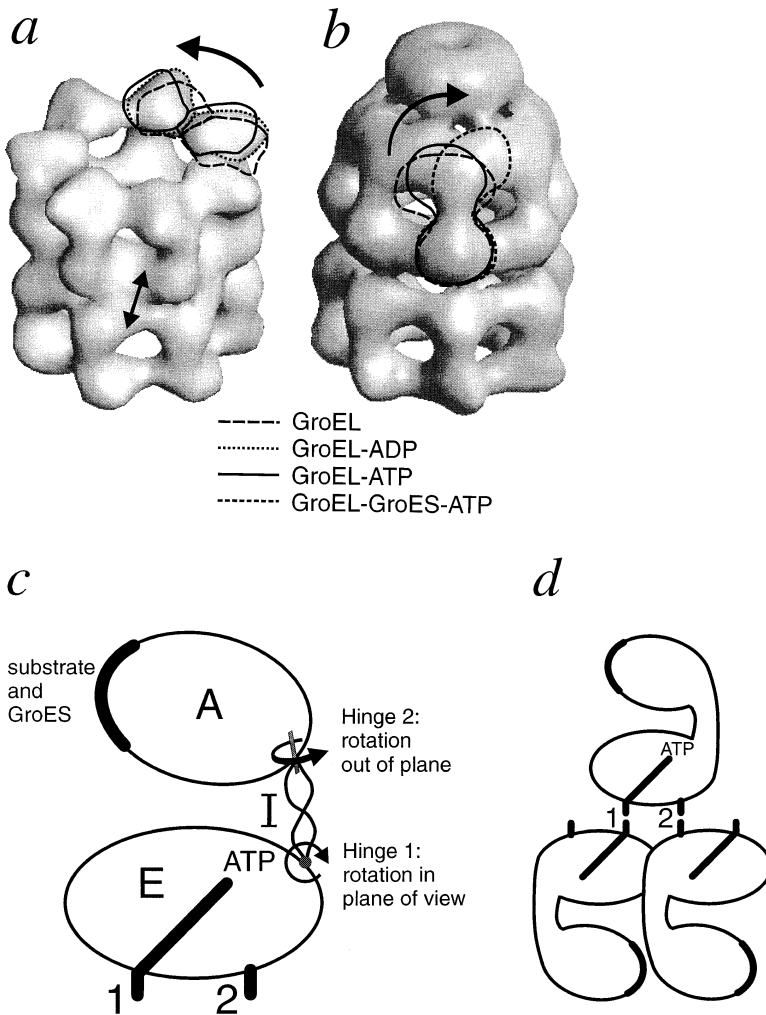 a
b
GroEL
GroEL-ADP
GroEL-ATP
GroEL-GroES-ATP
c
substrate
and
GroES
A
Hinge 2:
rotation
out of plane
I
E
ATP
Hinge 1:
rotation in
plane of view
1
2
d
ATP
1
2